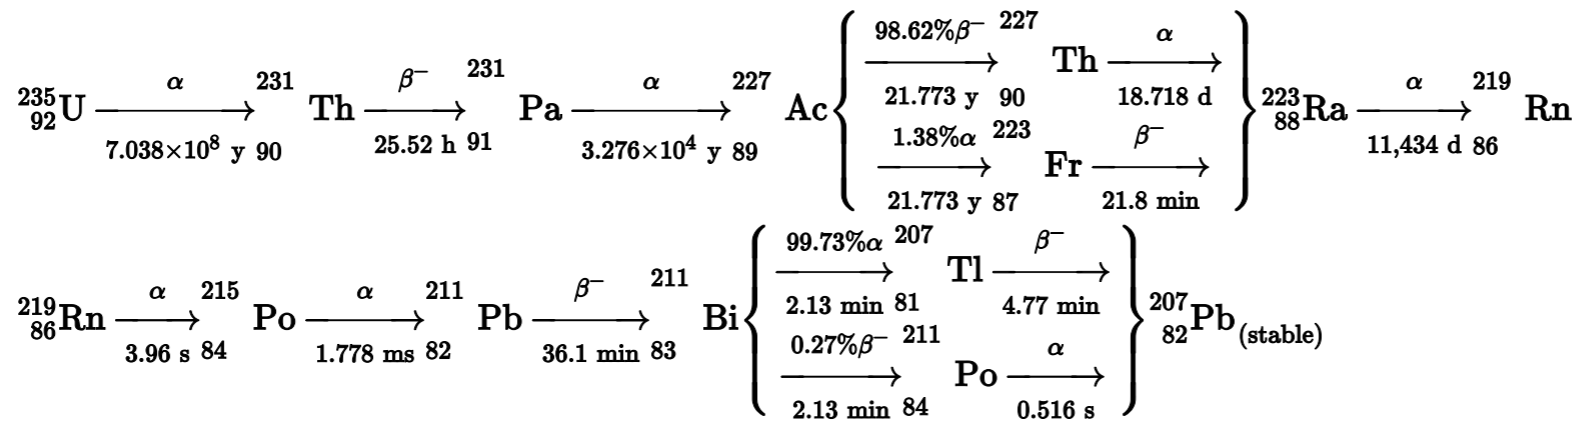 235 92 U α → 7.038×10⁸ y 231 90 Th β⁻ → 25.52 h 231 91 Pa α → 3.276×10⁴ y 227 89 Ac { 98.62%β⁻ → 21.773 y 227 90 Th α → 18.718 d
1.38%α → 21.773 y 223 87 Fr β⁻ → 21.8 min } 223 88 Ra α → 11,434 d 219 86 Rn
219 86 Rn α → 3.96 s 215 84 Po α → 1.778 ms 211 82 Pb β⁻ → 36.1 min 211 83 Bi { 99.73%α → 2.13 min 207 81 Tl β⁻ → 4.77 min
0.27%β⁻ → 2.13 min 211 84 Po α → 0.516 s } 207 82 Pb (stable)